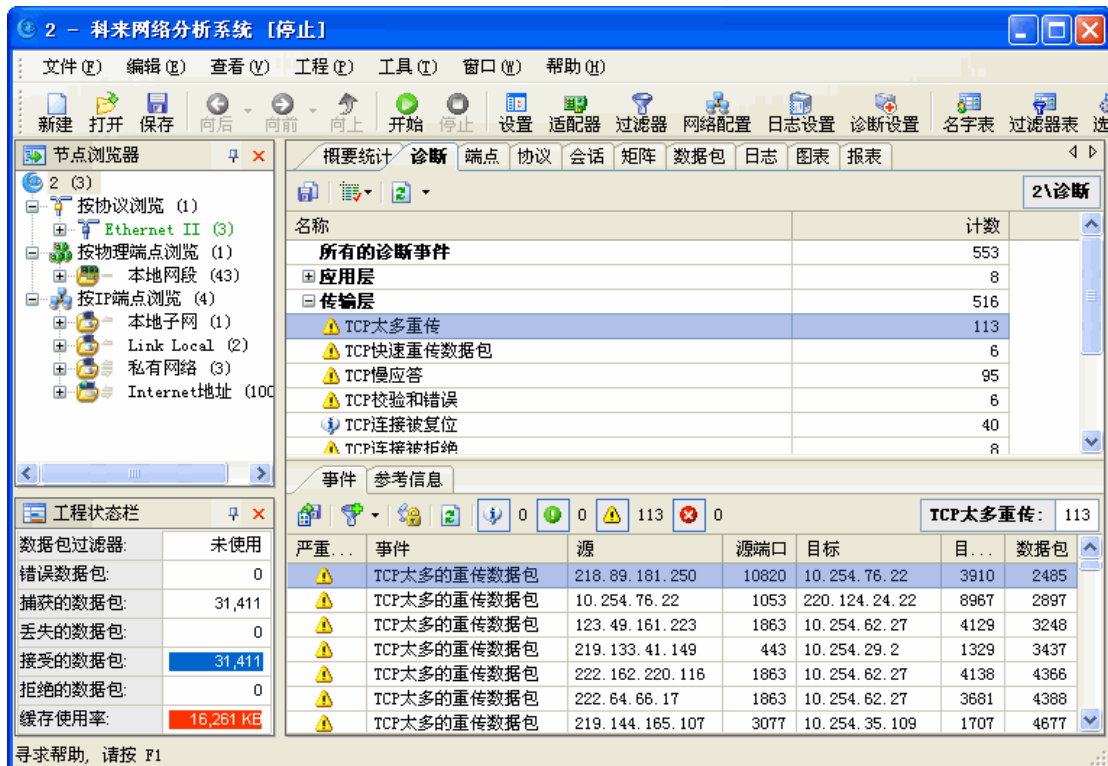 2 - 科来网络分析系统 [停止]
文件(F) 编辑(E) 查看(V) 工程(P) 工具(T) 窗口(W) 帮助(H)
新建 打开 保存 向后 向前 向上 开始 停止 设置 适配器 过滤器 网络配置 日志设置 诊断设置 名字表 过滤器表 选
节点浏览器
2 (3)
按协议浏览 (1)
Ethernet II (3)
按物理端点浏览 (1)
本地网段 (43)
按IP端点浏览 (4)
本地子网 (1)
Link Local (2)
私有网络 (3)
Internet地址 (100
工程状态栏
数据包过滤器: 未使用
错误数据包: 0
捕获的数据包: 31,411
丢失的数据包: 0
接受的数据包: 31,411
拒绝的数据包: 0
缓存使用率: 16,261 KB
概要统计 诊断 端点 协议 会话 矩阵 数据包 日志 图表 报表
2\诊断
名称 计数
所有的诊断事件 553
应用层 8
传输层 516
TCP太多重传 113
TCP快速重传数据包 6
TCP慢应答 95
TCP校验和错误 6
TCP连接被复位 40
TCP连接被拒绝 8
事件 参考信息
0 0 113 0 TCP太多重传: 113
严重... 事件 源 源端口 目标 目... 数据包
TCP太多的重传数据包 218.89.181.250 10820 10.254.76.22 3910 2485
TCP太多的重传数据包 10.254.76.22 1053 220.124.24.22 8967 2897
TCP太多的重传数据包 123.49.161.223 1863 10.254.62.27 4129 3248
TCP太多的重传数据包 219.133.41.149 443 10.254.29.2 1329 3437
TCP太多的重传数据包 222.162.220.116 1863 10.254.62.27 4138 4366
TCP太多的重传数据包 222.64.66.17 1863 10.254.62.27 3681 4388
TCP太多的重传数据包 219.144.165.107 3077 10.254.35.109 1707 4677
寻求帮助, 请按 F1